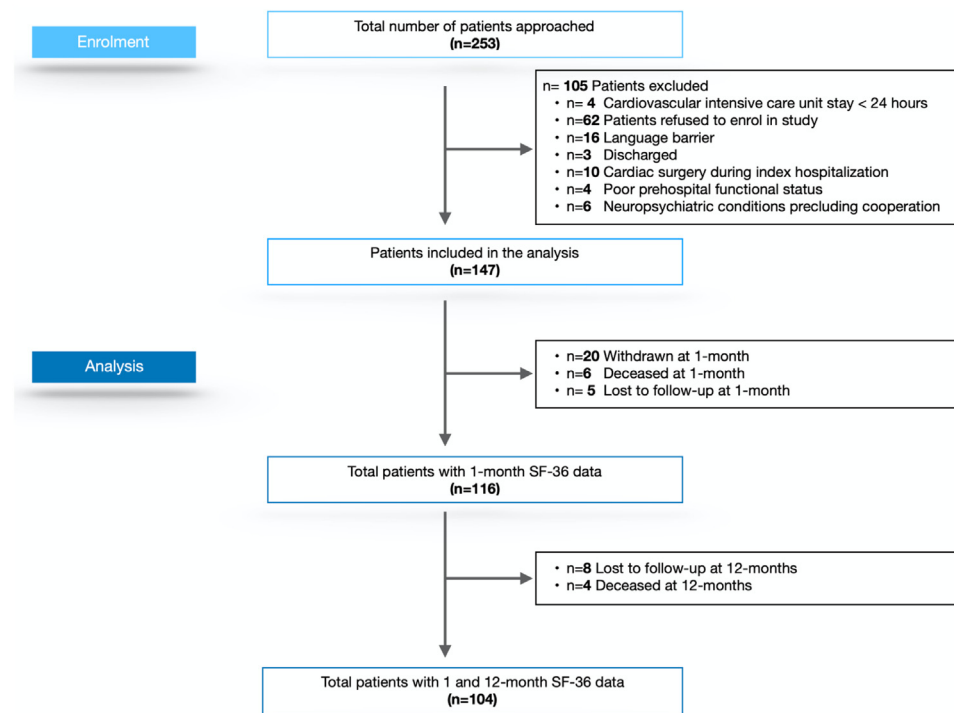 Enrolment
Total number of patients approached
(n=253)
n= 105 Patients excluded
• n= 4 Cardiovascular intensive care unit stay < 24 hours
• n=62 Patients refused to enrol in study
• n=16 Language barrier
• n=3 Discharged
• n=10 Cardiac surgery during index hospitalization
• n=4 Poor prehospital functional status
• n=6 Neuropsychiatric conditions precluding cooperation
Patients included in the analysis
(n=147)
Analysis
• n=20 Withdrawn at 1-month
• n=6 Deceased at 1-month
• n= 5 Lost to follow-up at 1-month
Total patients with 1-month SF-36 data
(n=116)
• n=8 Lost to follow-up at 12-months
• n=4 Deceased at 12-months
Total patients with 1 and 12-month SF-36 data
(n=104)